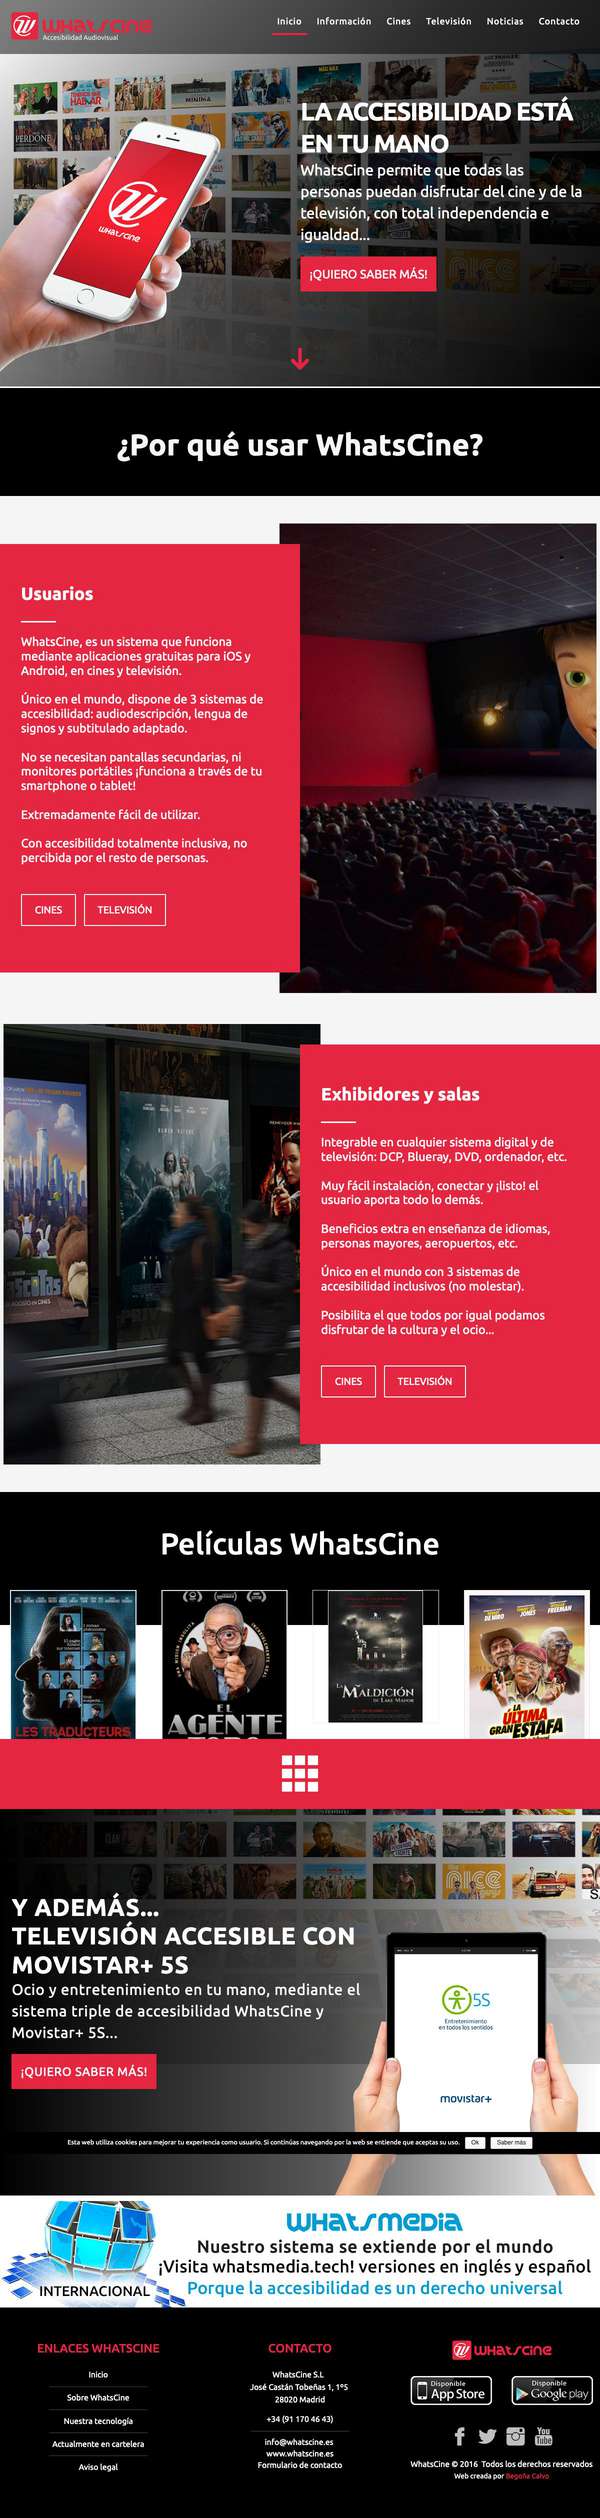 WHATSCINE
Accesibilidad Audiovisual
Inicio
Información
Cines
Televisión
Noticias
Contacto
LA ACCESIBILIDAD ESTÁ
EN TU MANO
WhatsCine permite que todas las
personas puedan disfrutar del cine y de la
televisión, con total independencia e
igualdad...
WHATSCINE
¡QUIERO SABER MÁS!
¿Por qué usar WhatsCine?
Usuarios
WhatsCine, es un sistema que funciona
mediante aplicaciones gratuitas para iOS y
Android, en cines y televisión.
Único en el mundo, dispone de 3 sistemas de
accesibilidad: audiodescripción, lengua de
signos y subtitulado adaptado.
No se necesitan pantallas secundarias, ni
monitores portátiles ¡funciona a través de tu
smartphone o tablet!
Extremadamente fácil de utilizar.
Con accesibilidad totalmente inclusiva, no
percibida por el resto de personas.
CINES
TELEVISIÓN
Exhibidores y salas
Integrable en cualquier sistema digital y de
televisión: DCP, Blueray, DVD, ordenador, etc.
Muy fácil instalación, conectar y ¡listo! el
usuario aporta todo lo demás.
Beneficios extra en enseñanza de idiomas,
personas mayores, aeropuertos, etc.
Único en el mundo con 3 sistemas de
accesibilidad inclusivos (no molestar).
Posibilita el que todos por igual podamos
disfrutar de la cultura y el ocio...
CINES
TELEVISIÓN
Películas WhatsCine
LES TRADUCTEURS
EL
AGENTE
TOPO
LA
MALDICIÓN
DE LAKE MANOR
DE NIRO
JONES
FREEMAN
LA
ÚLTIMA
GRAN ESTAFA
Y ADEMÁS...
TELEVISIÓN ACCESIBLE CON
MOVISTAR+ 5S
Ocio y entretenimiento en tu mano, mediante el
sistema triple de accesibilidad WhatsCine y
Movistar+ 5S...
¡QUIERO SABER MÁS!
5S
Entretenimiento
en todos los sentidos
movistar+
Esta web utiliza cookies para mejorar tu experiencia como usuario. Si continúas navegando por la web se entiende que aceptas su uso.
Ok
Saber más
WHATSMEDIA
Nuestro sistema se extiende por el mundo
¡Visita whatsmedia.tech! versiones en inglés y español
Porque la accesibilidad es un derecho universal
INTERNACIONAL
ENLACES WHATSCINE
Inicio
Sobre WhatsCine
Nuestra tecnología
Actualmente en cartelera
Aviso legal
CONTACTO
WhatsCine S.L
José Castán Tobeñas 1, 1º5
28020 Madrid
+34 (91 170 46 43)
info@whatscine.es
www.whatscine.es
Formulario de contacto
WHATSCINE
Disponible
App Store
Disponible
Google play
You
Tube
WhatsCine © 2016 Todos los derechos reservados
Web creada por Begoña Calvo